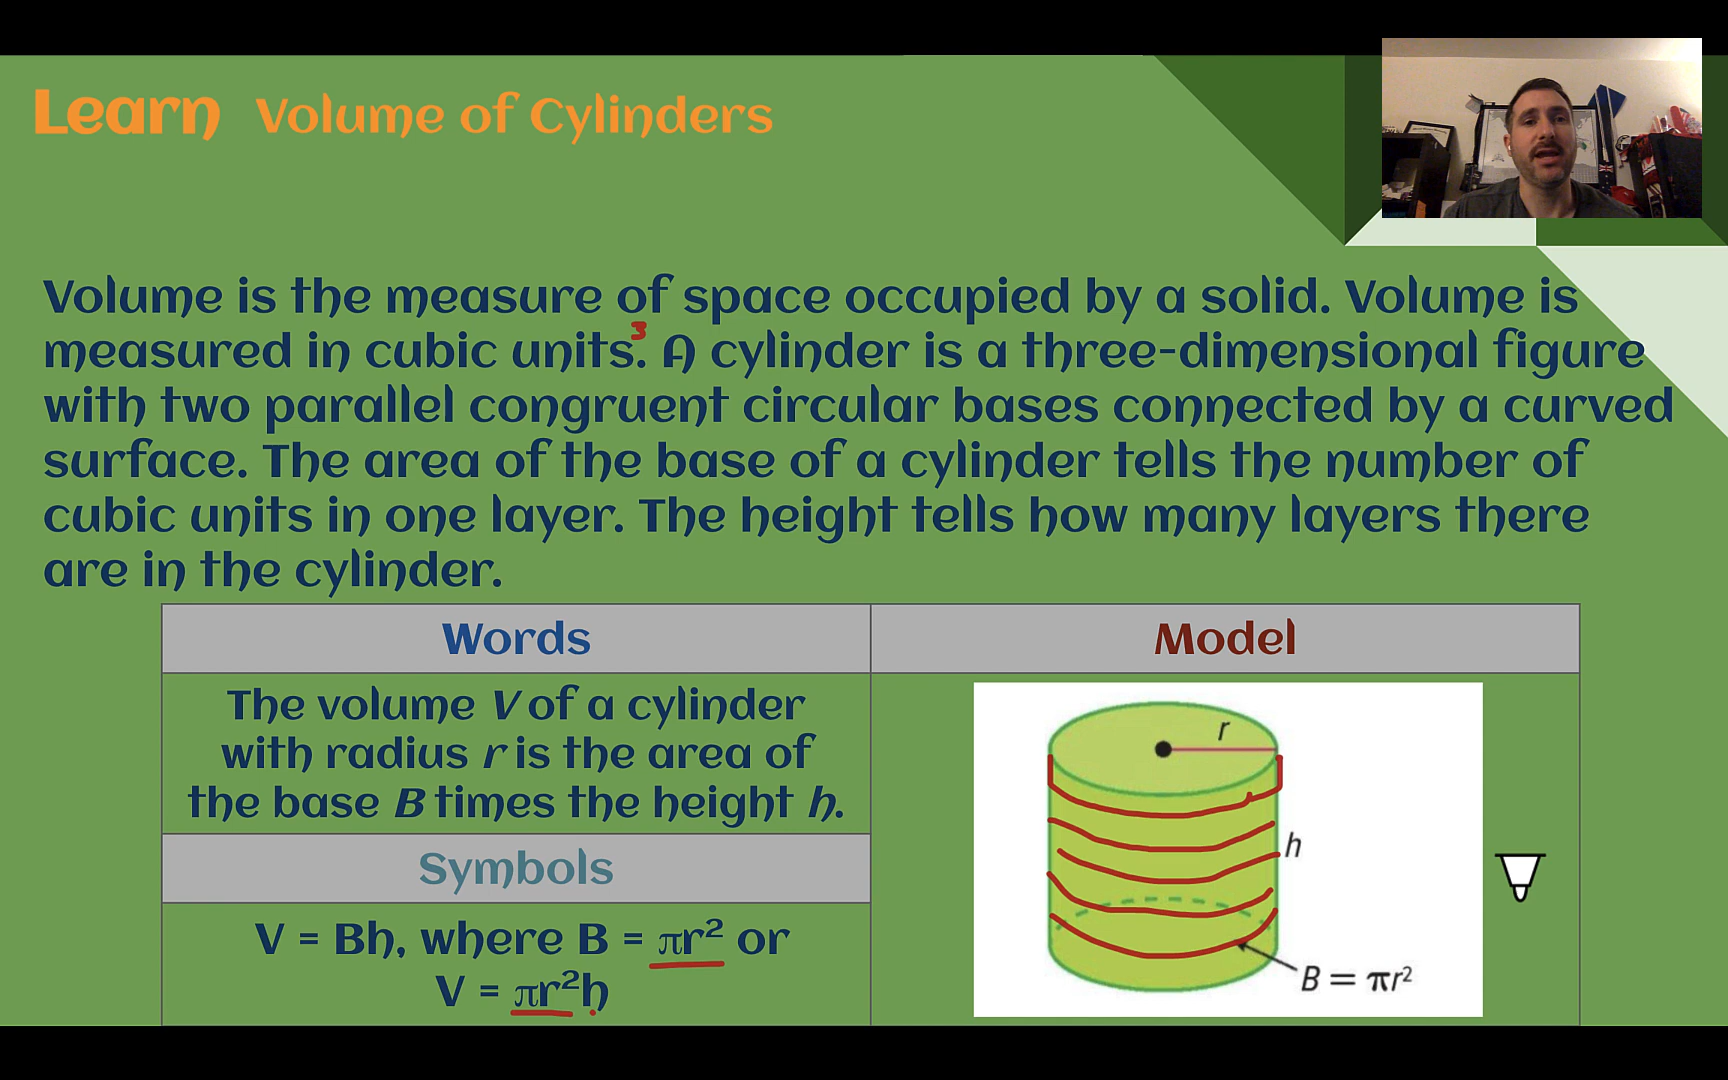 Learn Volume of Cylinders
Volume is the measure of space occupied by a solid. Volume is
measured in cubic units.³ A cylinder is a three-dimensional figure
with two parallel congruent circular bases connected by a curved
surface. The area of the base of a cylinder tells the number of
cubic units in one layer. The height tells how many layers there
are in the cylinder.
Words
The volume V of a cylinder
with radius r is the area of
the base B times the height h.
Symbols
V = Bh, where B = πr² or
V = πr²h
Model
r
h
B = πr²